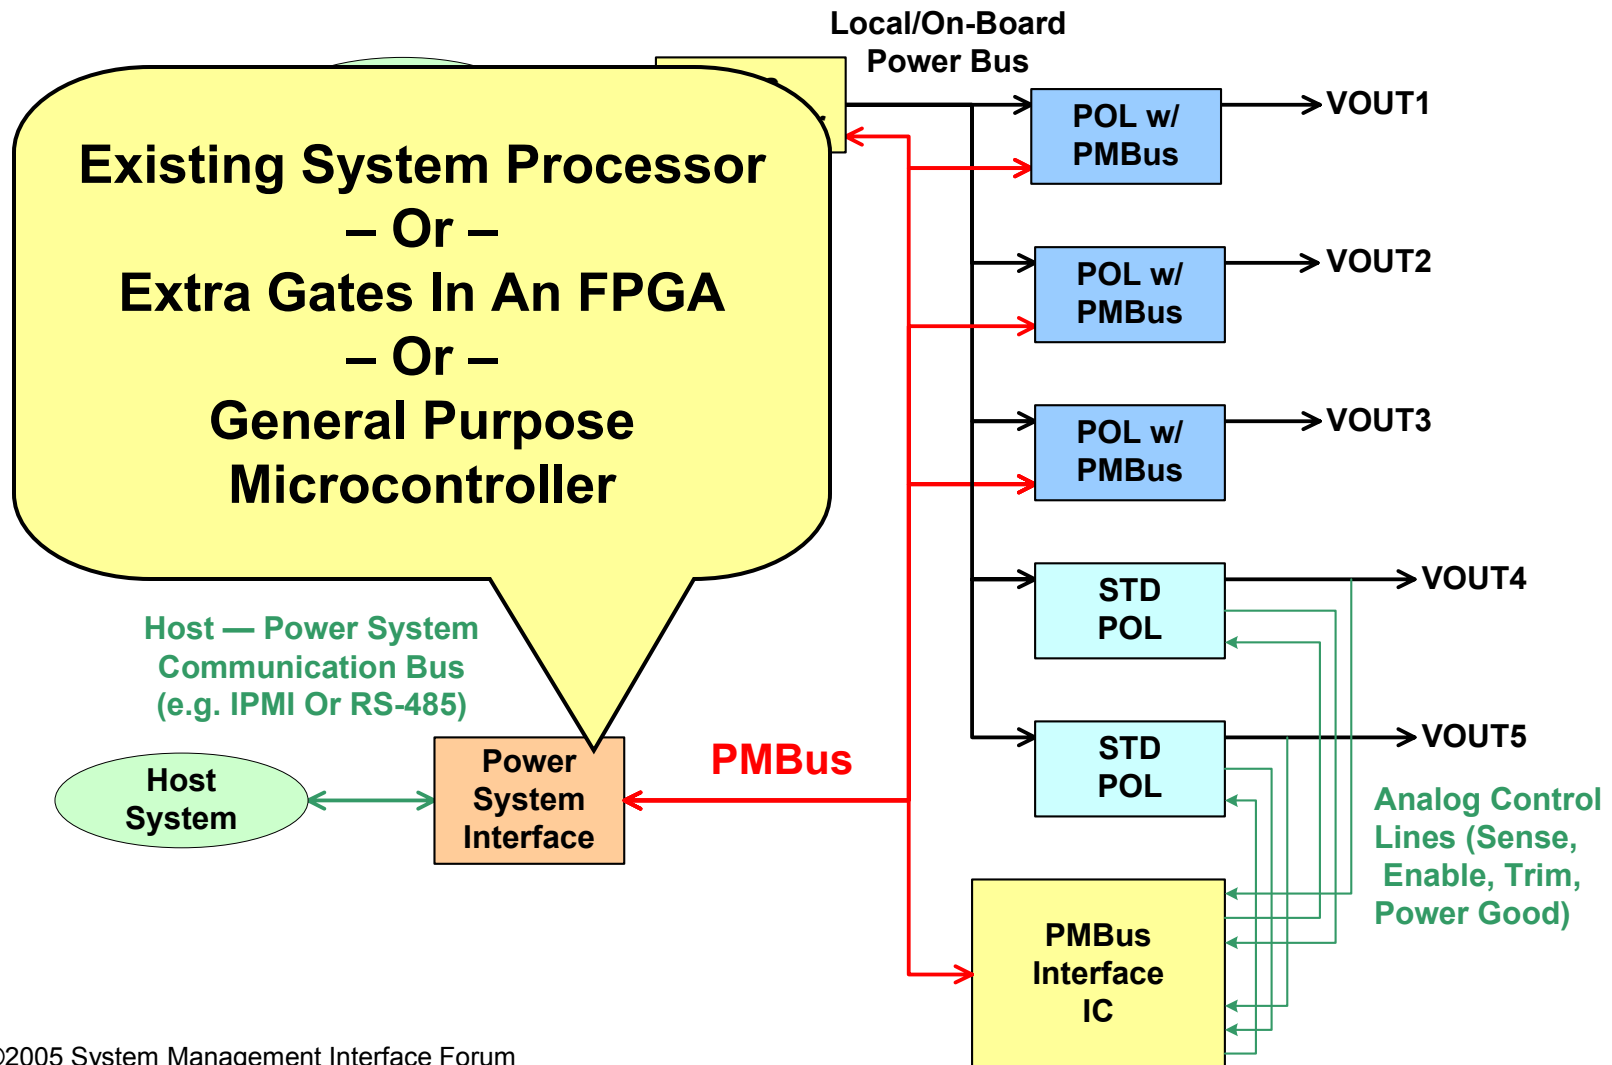 Local/On-Board
Power Bus
Existing System Processor
– Or –
Extra Gates In An FPGA
– Or –
General Purpose
Microcontroller
POL w/
PMBus
VOUT1
POL w/
PMBus
VOUT2
POL w/
PMBus
VOUT3
STD
POL
VOUT4
Host — Power System
Communication Bus
(e.g. IPMI Or RS-485)
STD
POL
VOUT5
Host
System
Power
System
Interface
PMBus
Analog Control
Lines (Sense,
Enable, Trim,
Power Good)
PMBus
Interface
IC
©2005 System Management Interface Forum